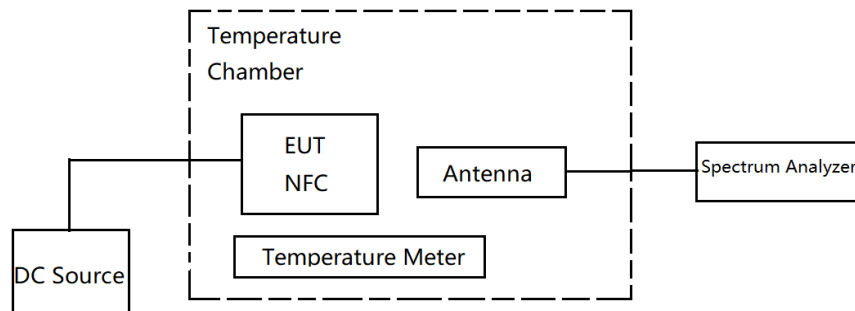 Temperature
Chamber
EUT
NFC
Antenna
Spectrum Analyzer
Temperature Meter
DC Source